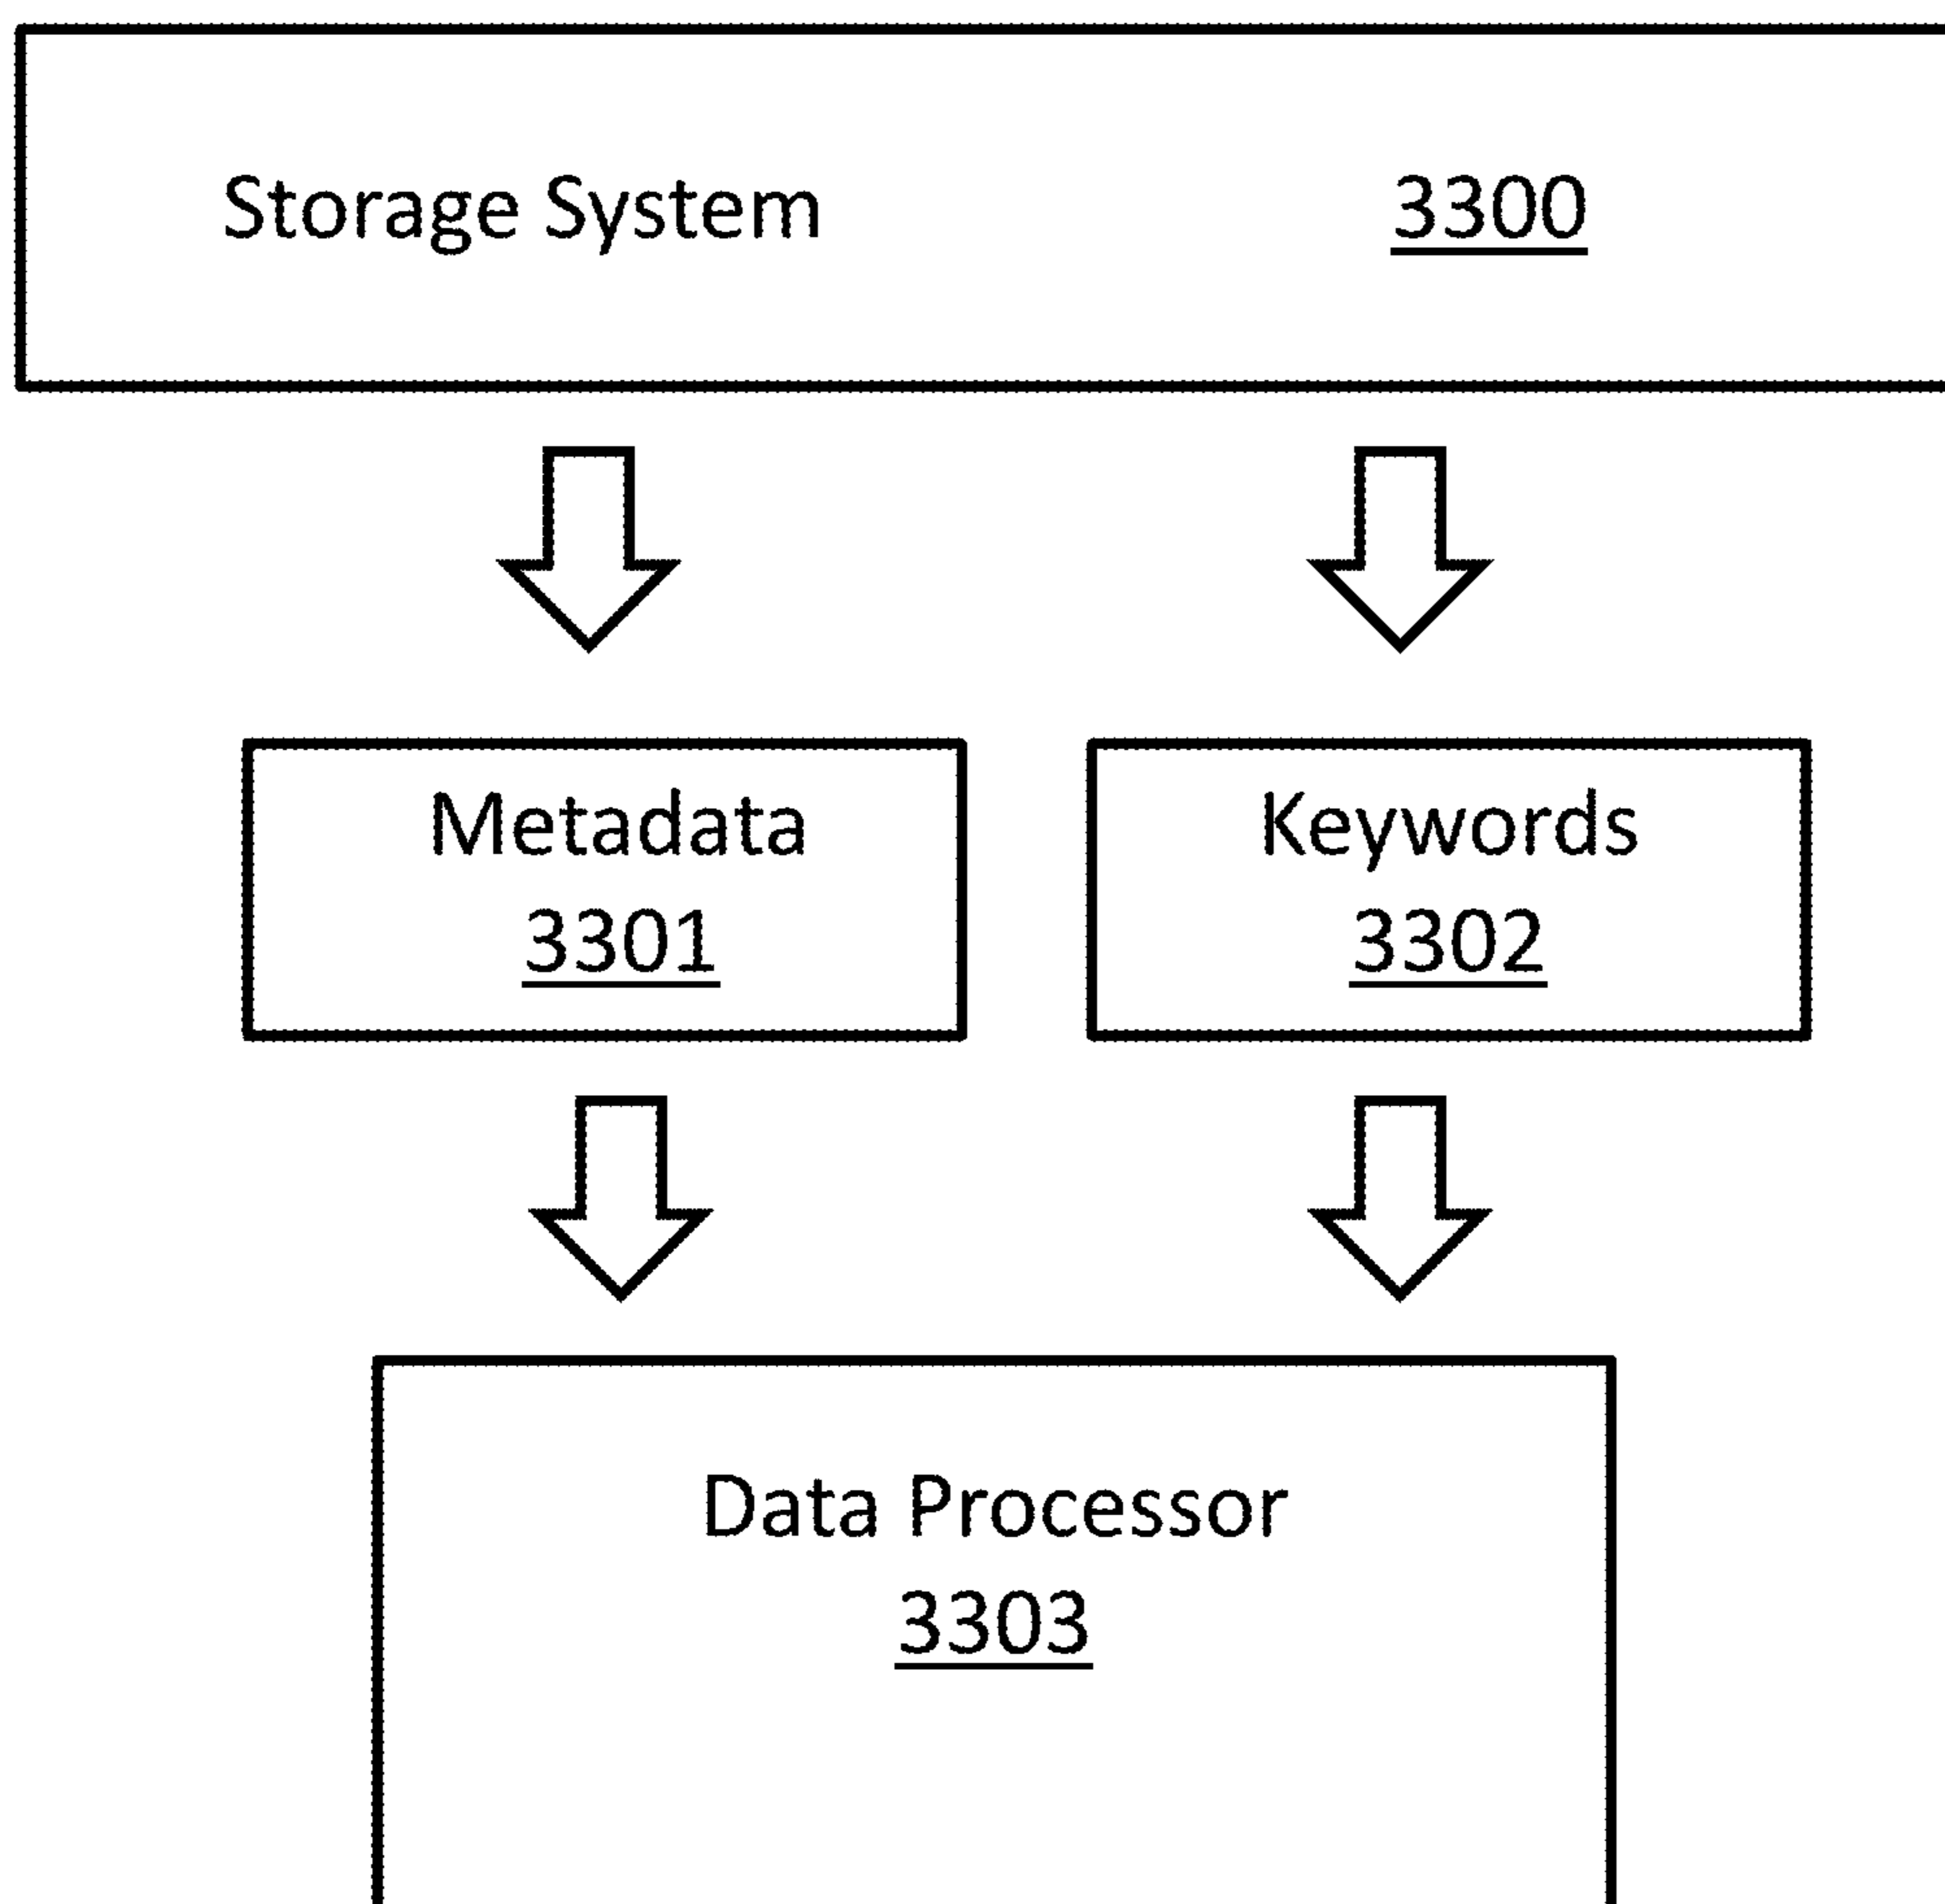 Storage System 3300
Metadata
3301
Keywords
3302
Data Processor
3303